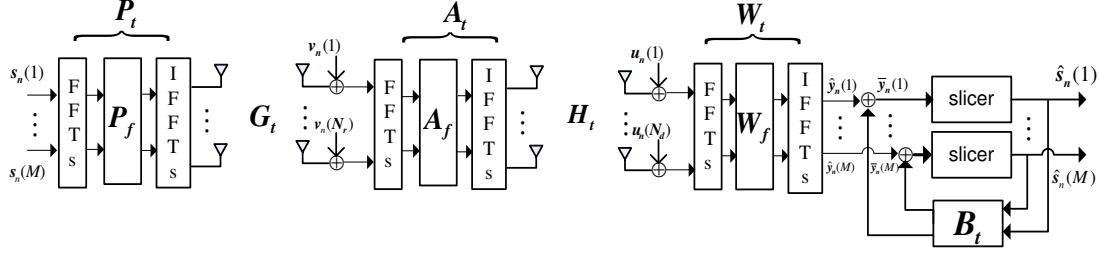 P_t
s_n(1)
s_n(M)
F F T s
P_f
I F F T s
G_t
v_n(1)
v_n(N_r)
A_t
F F T s
A_f
I F F T s
H_t
u_n(1)
u_n(N_d)
W_t
F F T s
W_f
I F F T s
ŷ_n(1)
ȳ_n(1)
ŷ_n(M)
ȳ_n(M)
slicer
slicer
ŝ_n(1)
ŝ_n(M)
B_t